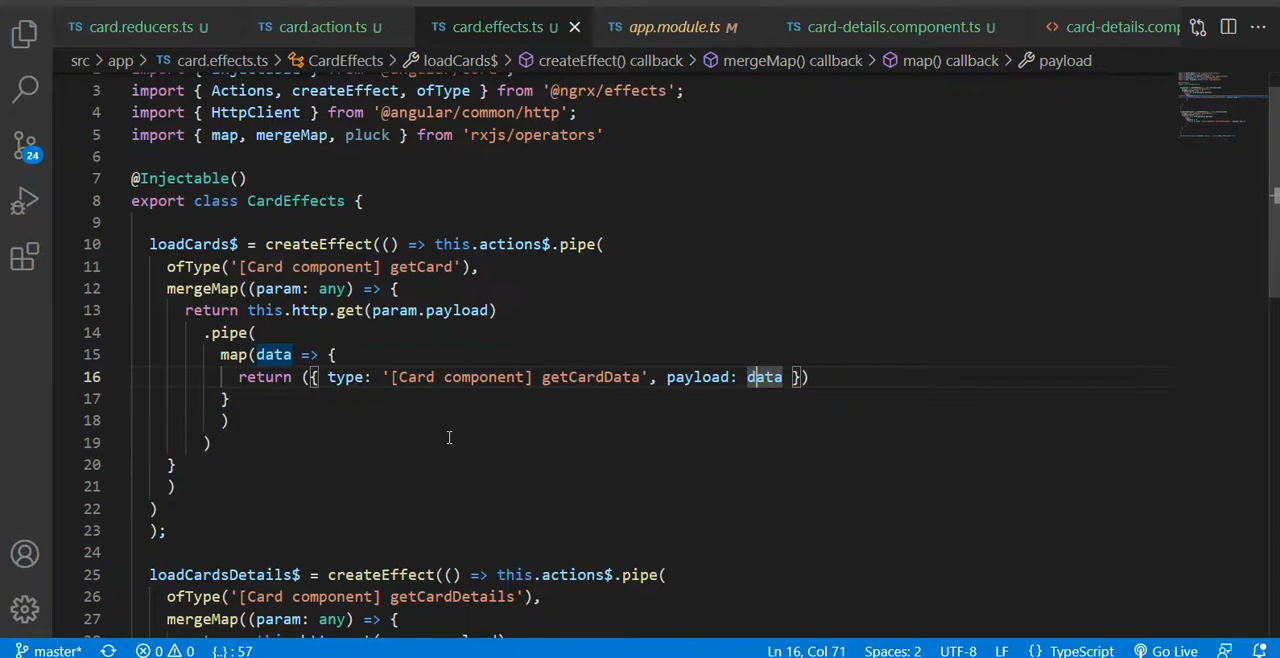 TS card.reducers.ts U TS card.action.ts U TS card.effects.ts U TS app.module.ts M TS card-details.component.ts U <> card-details.comp
src > app > TS card.effects.ts > CardEffects > loadCards$ > createEffect() callback > mergeMap() callback > map() callback > payload
3 import { Actions, createEffect, ofType } from '@ngrx/effects';
4 import { HttpClient } from '@angular/common/http';
5 import { map, mergeMap, pluck } from 'rxjs/operators'
6
7 @Injectable()
8 export class CardEffects {
9
10 loadCards$ = createEffect(() => this.actions$.pipe(
11 ofType('[Card component] getCard'),
12 mergeMap((param: any) => {
13 return this.http.get(param.payload)
14 .pipe(
15 map(data => {
16 return ({ type: '[Card component] getCardData', payload: data })
17 }
18 )
19 )
20 }
21 )
22 )
23 );
24
25 loadCardsDetails$ = createEffect(() => this.actions$.pipe(
26 ofType('[Card component] getCardDetails'),
27 mergeMap((param: any) => {
24
master* 0 0 {..} : 57 Ln 16, Col 71 Spaces: 2 UTF-8 LF {} TypeScript Go Live